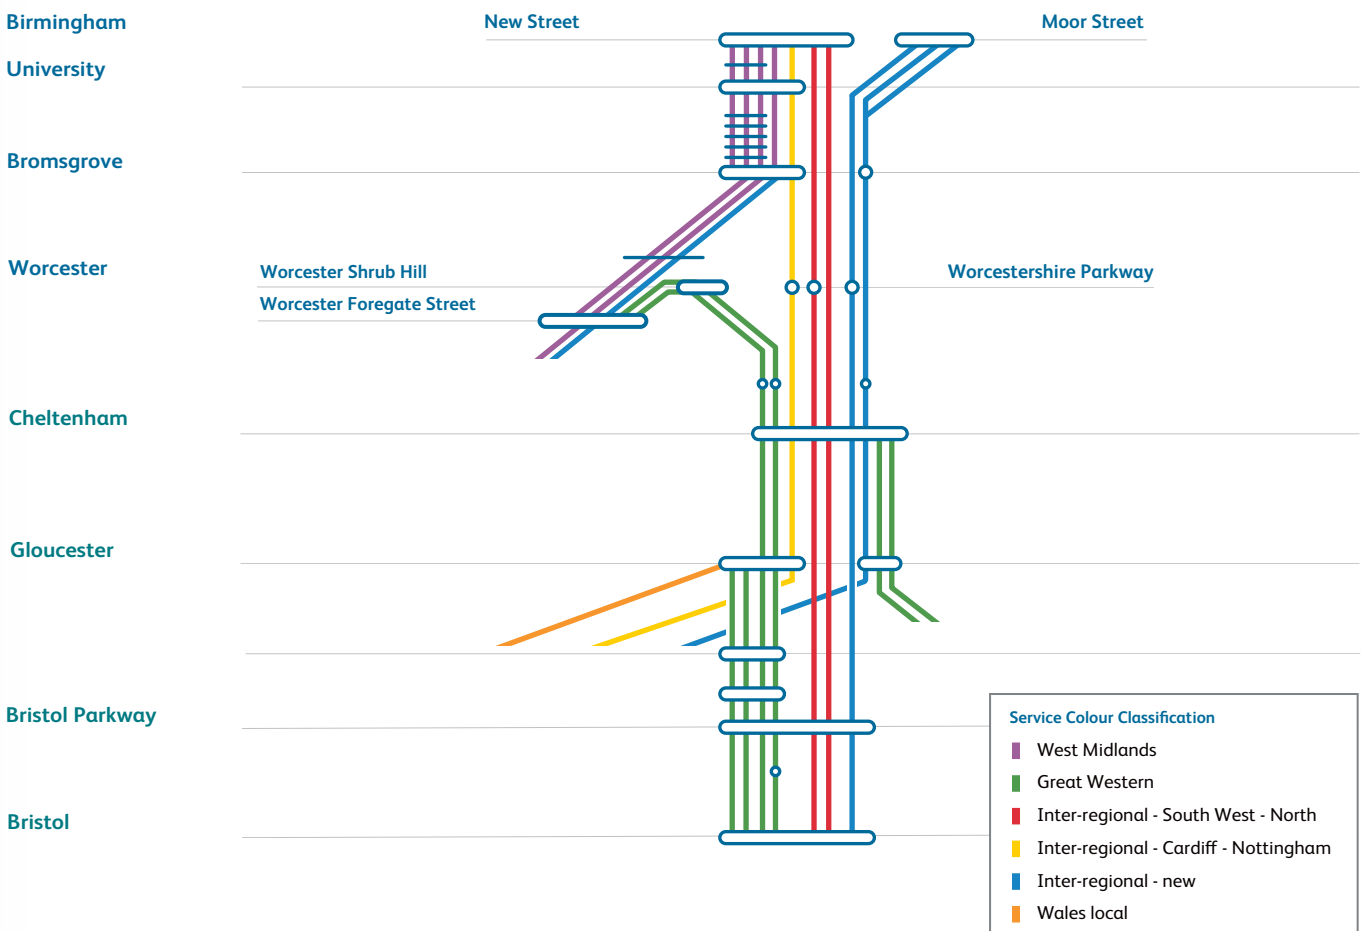 Birmingham
New Street
Moor Street
University
Bromsgrove
Worcester
Worcester Shrub Hill
Worcestershire Parkway
Worcester Foregate Street
Cheltenham
Gloucester
Bristol Parkway
Bristol
Service Colour Classification
West Midlands
Great Western
Inter-regional - South West - North
Inter-regional - Cardiff - Nottingham
Inter-regional - new
Wales local